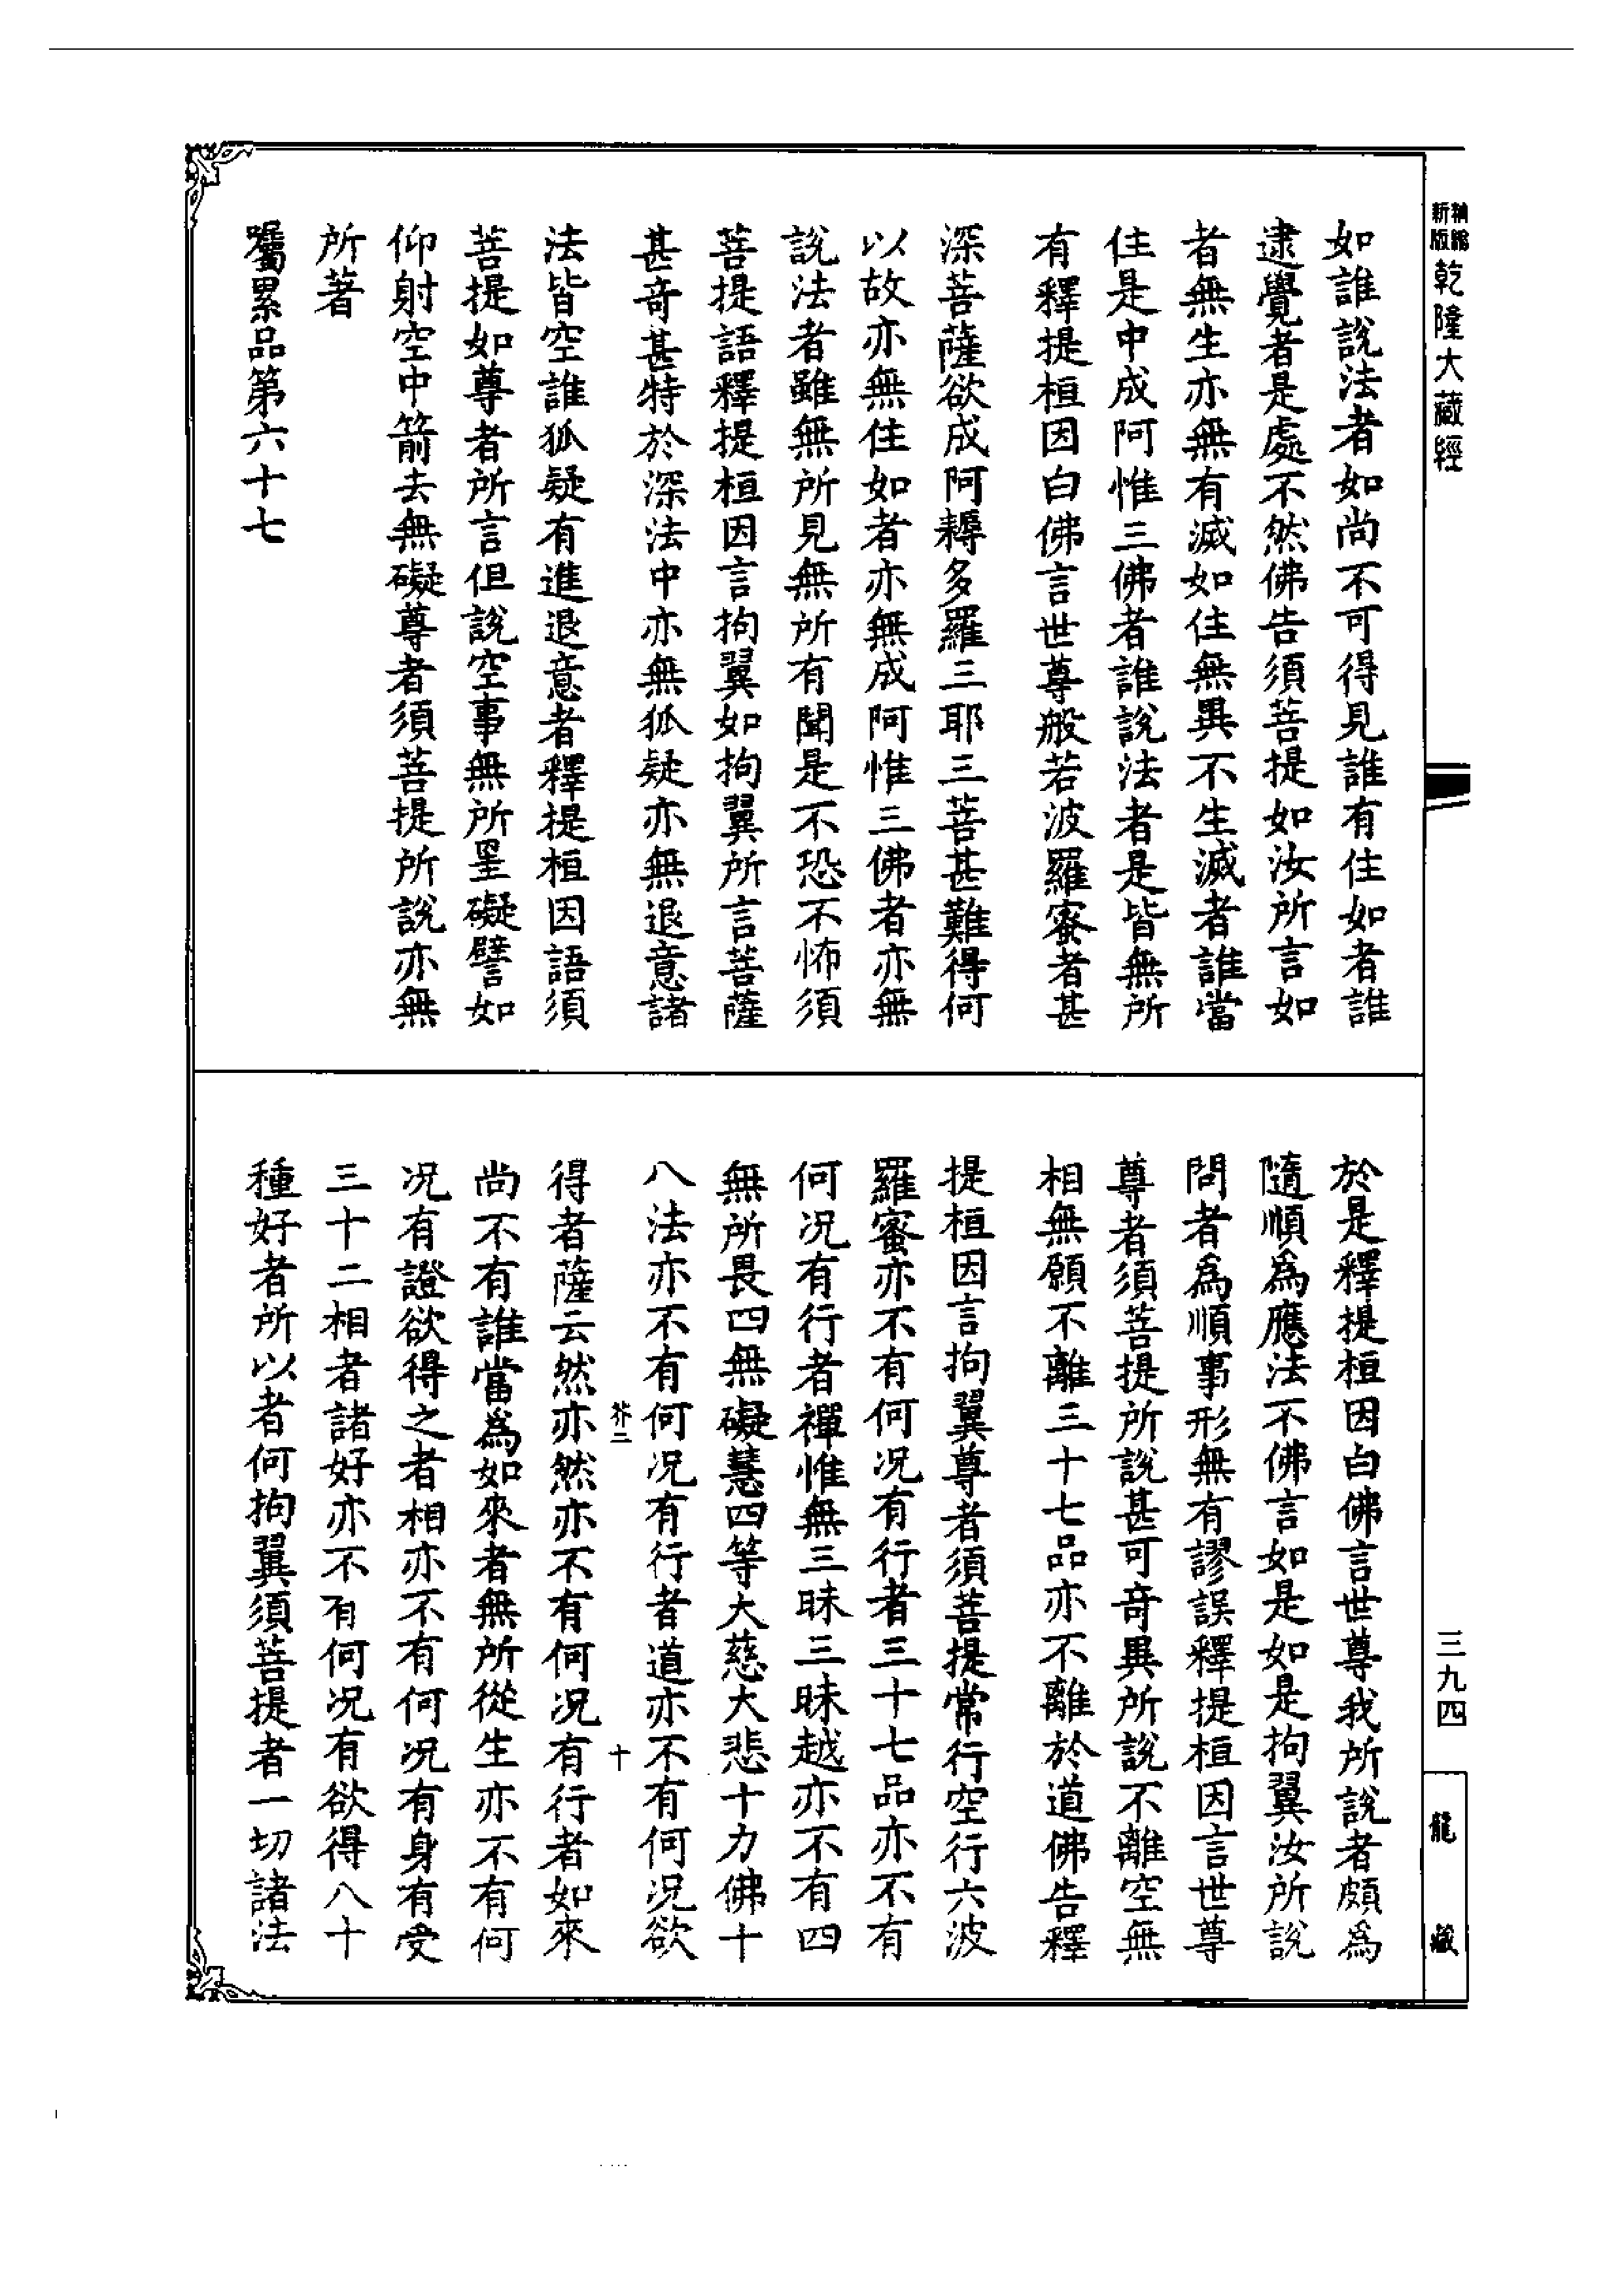 精縮
新版
乾隆大藏經
三九四
龍藏
如誰說法者如尚不可得見誰有住如者誰
逮覺者是處不然佛告須菩提如汝所言如
者無生亦無有滅如住無異不生滅者誰當
住是中成阿惟三佛者誰說法者是皆無所
有釋提桓因白佛言世尊般若波羅蜜者甚
深菩薩欲成阿耨多羅三耶三菩甚難得何
以故亦無住如者亦無成阿惟三佛者亦無
說法者雖無所見無所有聞是不恐不怖須
菩提語釋提桓因言拘翼如拘翼所言菩薩
甚奇甚特於深法中亦無狐疑亦無退意諸
法皆空誰狐疑有進退意者釋提桓因語須
菩提如尊者所言但說空事無所罣礙譬如
仰射空中箭去無礙尊者須菩提所說亦無
所著
囑累品第六十七
於是釋提桓因白佛言世尊我所說者頗為
隨順為應法不佛言如是如是拘翼汝所說
問者為順事形無有謬誤釋提桓因言世尊
尊者須菩提所說甚可奇異所說不離空無
相無願不離三十七品亦不離於道佛告釋
提桓因言拘翼尊者須菩提常行空行六波
羅蜜亦不有何况有行者三十七品亦不有
何况有行者禪惟無三昧三昧越亦不有四
無所畏四無礙慧四等大慈大悲十力佛十
八法亦不有何况有行者道亦不有何况欲
芥二 十
得者薩云然亦然亦不有何况有行者如來
尚不有誰當為如來者無所從生亦不有何
况有證欲得之者相亦不有何况有身有受
三十二相者諸好亦不有何况有欲得八十
種好者所以者何拘翼須菩提者一切諸法